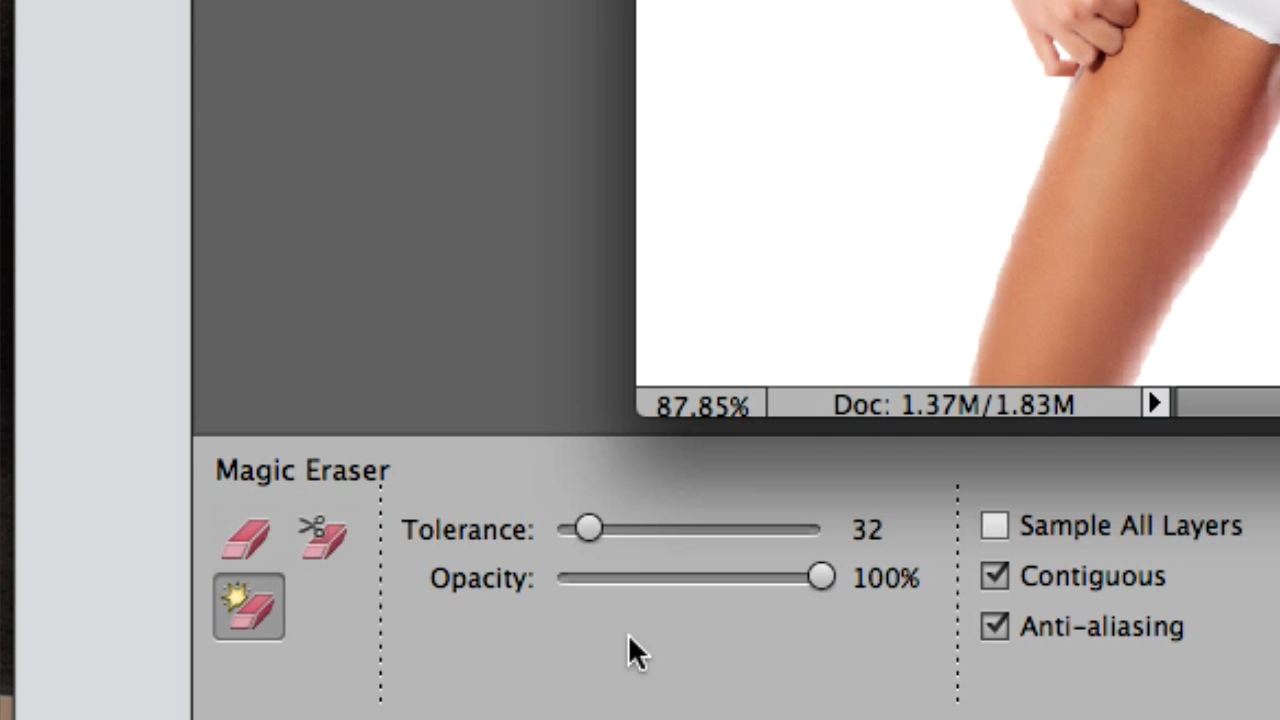 87.85%
Doc: 1.37M/1.83M
Magic Eraser
Tolerance: 32
Opacity: 100%
Sample All Layers
Contiguous
Anti-aliasing